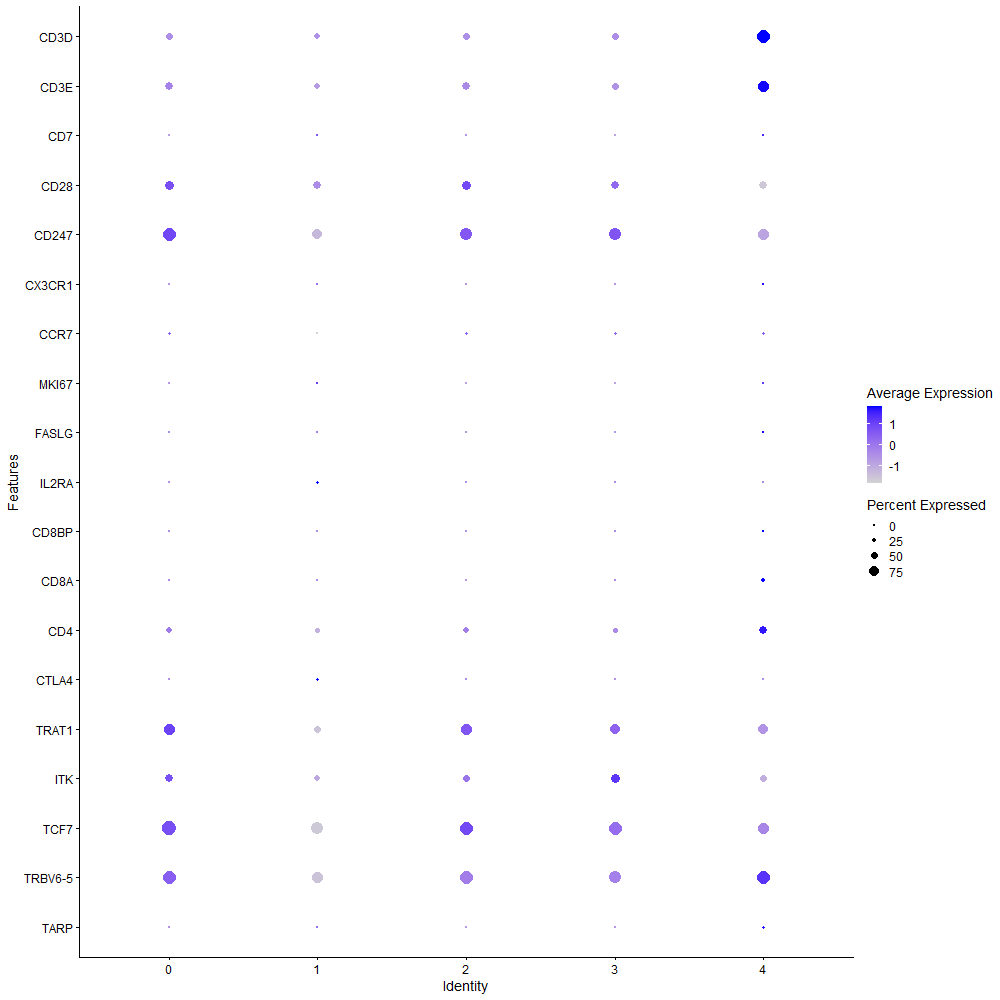 CD3D
CD3E
CD7
CD28
CD247
CX3CR1
CCR7
MKI67
FASLG
IL2RA
CD8BP
CD8A
CD4
CTLA4
TRAT1
ITK
TCF7
TRBV6-5
TARP
Features
0 1 2 3 4
Identity
Average Expression
1
0
-1
Percent Expressed
0
25
50
75